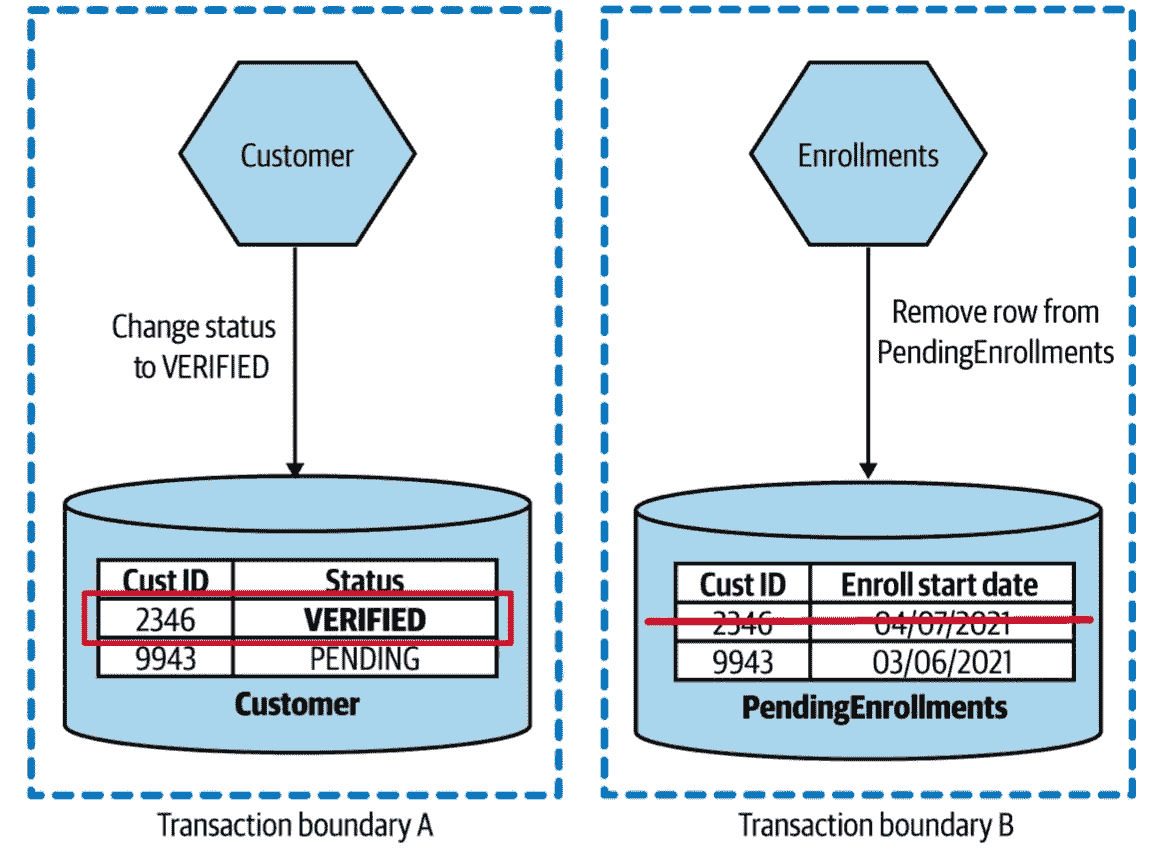 Customer
Change status
to VERIFIED
Cust ID Status
2346 VERIFIED
9943 PENDING
Customer
Transaction boundary A
Enrollments
Remove row from
PendingEnrollments
Cust ID Enroll start date
2346 04/07/2021
9943 03/06/2021
PendingEnrollments
Transaction boundary B